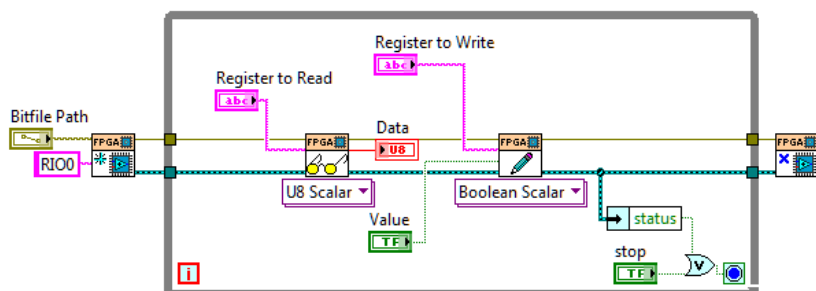 Register to Write
abc
Register to Read
abc
Bitfile Path
FPGA
RIO0
FPGA
Data
U8
FPGA
FPGA
U8 Scalar
Boolean Scalar
Value
TF
status
stop
TF
V
i